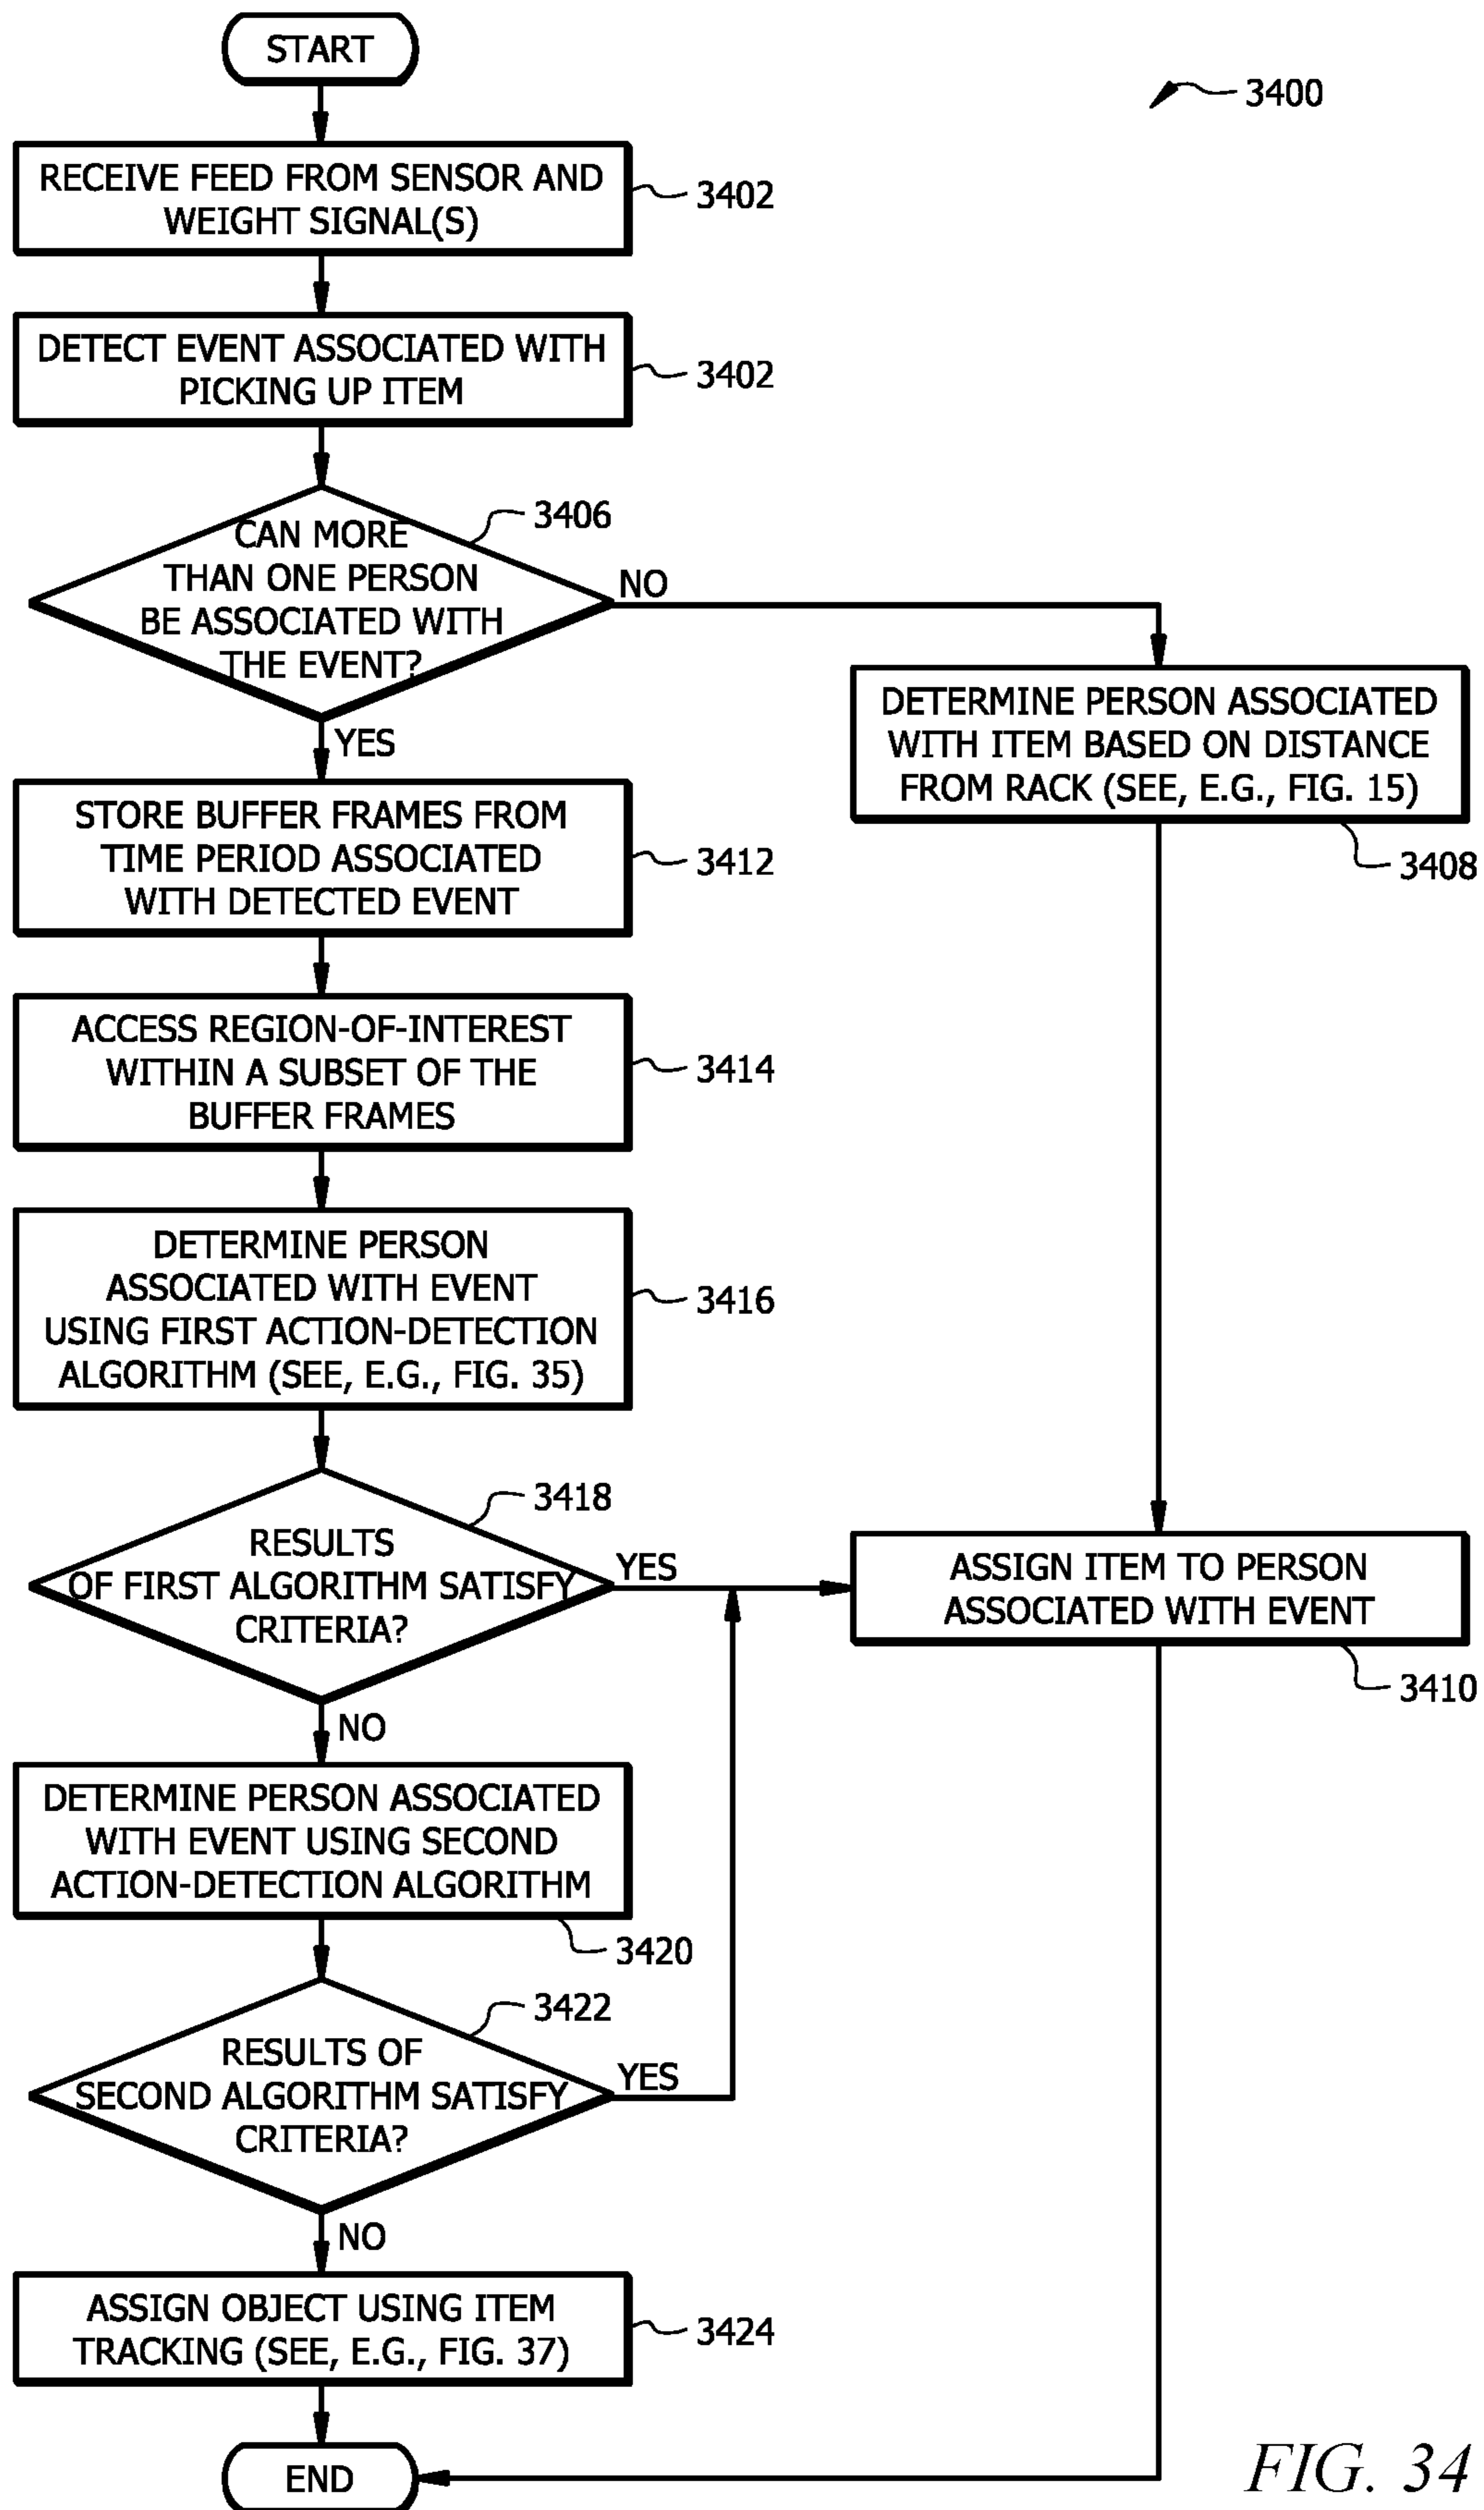 START
3400
RECEIVE FEED FROM SENSOR AND
WEIGHT SIGNAL(S)
3402
DETECT EVENT ASSOCIATED WITH
PICKING UP ITEM
3402
CAN MORE
THAN ONE PERSON
BE ASSOCIATED WITH
THE EVENT?
3406
NO
YES
DETERMINE PERSON ASSOCIATED
WITH ITEM BASED ON DISTANCE
FROM RACK (SEE, E.G., FIG. 15)
3408
STORE BUFFER FRAMES FROM
TIME PERIOD ASSOCIATED
WITH DETECTED EVENT
3412
ACCESS REGION-OF-INTEREST
WITHIN A SUBSET OF THE
BUFFER FRAMES
3414
DETERMINE PERSON
ASSOCIATED WITH EVENT
USING FIRST ACTION-DETECTION
ALGORITHM (SEE, E.G., FIG. 35)
3416
RESULTS
OF FIRST ALGORITHM SATISFY
CRITERIA?
3418
YES
NO
ASSIGN ITEM TO PERSON
ASSOCIATED WITH EVENT
3410
DETERMINE PERSON ASSOCIATED
WITH EVENT USING SECOND
ACTION-DETECTION ALGORITHM
3420
RESULTS OF
SECOND ALGORITHM SATISFY
CRITERIA?
3422
YES
NO
ASSIGN OBJECT USING ITEM
TRACKING (SEE, E.G., FIG. 37)
3424
END
FIG. 34